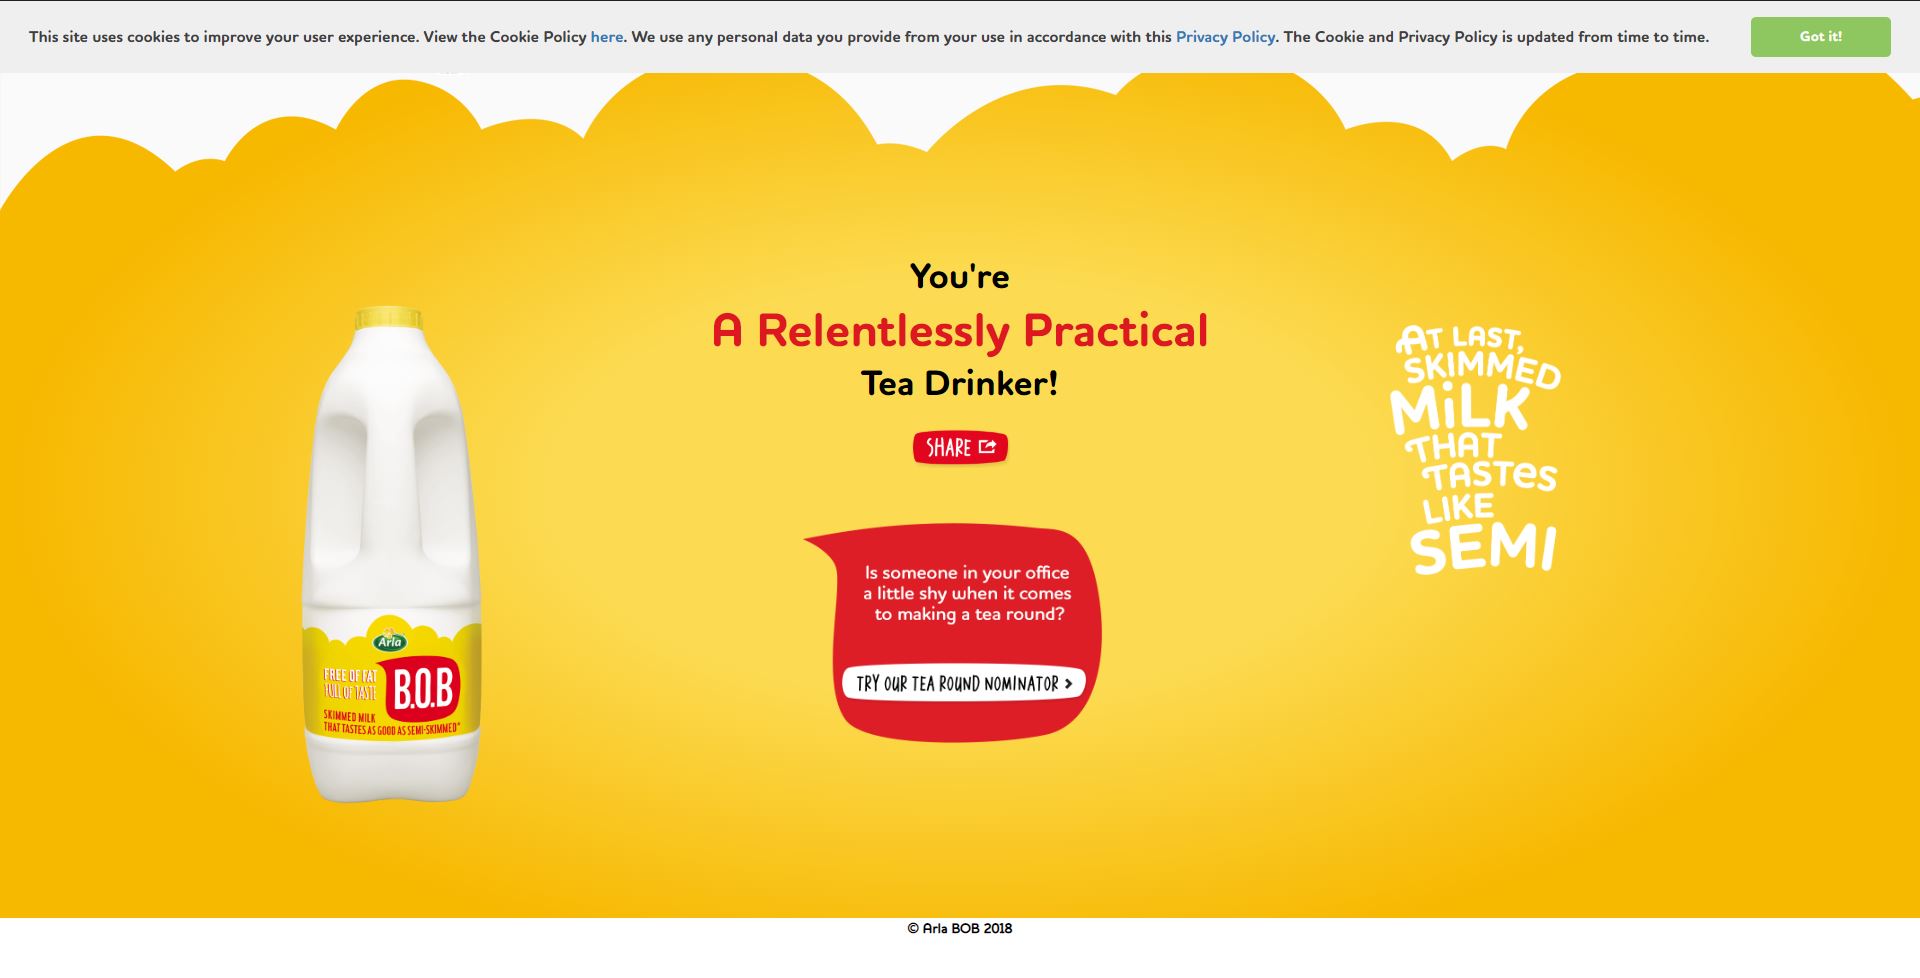 This site uses cookies to improve your user experience. View the Cookie Policy here. We use any personal data you provide from your use in accordance with this Privacy Policy. The Cookie and Privacy Policy is updated from time to time.
Got it!
You're
A Relentlessly Practical
Tea Drinker!
SHARE
AT LAST,
SKIMMED
MiLK
THAT
TASTes
LIKE
SEMI
Is someone in your office
a little shy when it comes
to making a tea round?
TRY OUR TEA ROUND NOMINATOR >
Arla
FREE OF FAT
FULL OF TASTE
B.O.B
SKIMMED MILK
THAT TASTES AS GOOD AS SEMI-SKIMMED*
© Arla BOB 2018